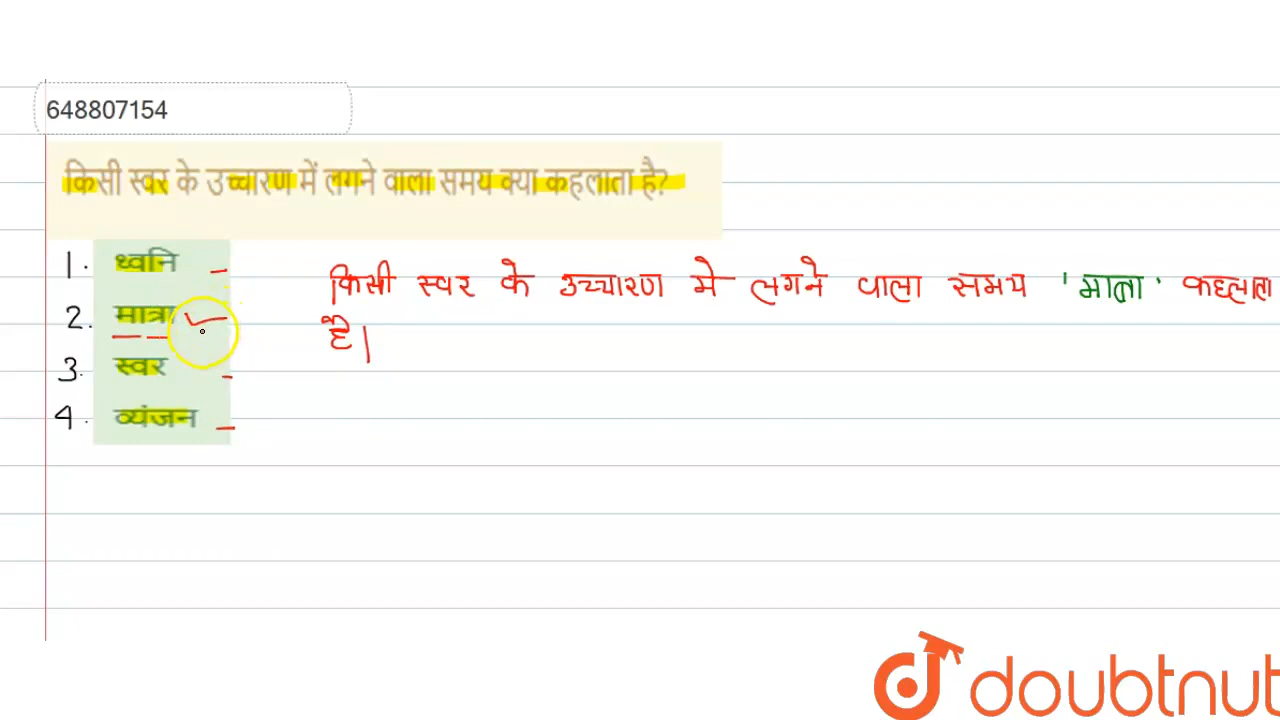 648807154
किसी स्वर के उच्चारण में लगने वाला समय क्या कहलाता है?
1. ध्वनि
2. मात्रा
3. स्वर
4. व्यंजन
किसी स्वर के उच्चारण मे लगने वाला समय 'मात्रा' कहलाता
है|
doubtnut